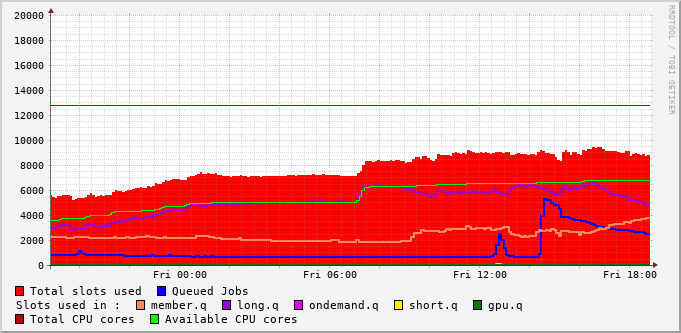 RRDTOOL / TOBI OETIKER
20000
18000
16000
14000
12000
10000
8000
6000
4000
2000
0
Fri 00:00 Fri 06:00 Fri 12:00 Fri 18:00
Total slots used Queued Jobs
Slots used in : member.q long.q ondemand.q short.q gpu.q
Total CPU cores Available CPU cores